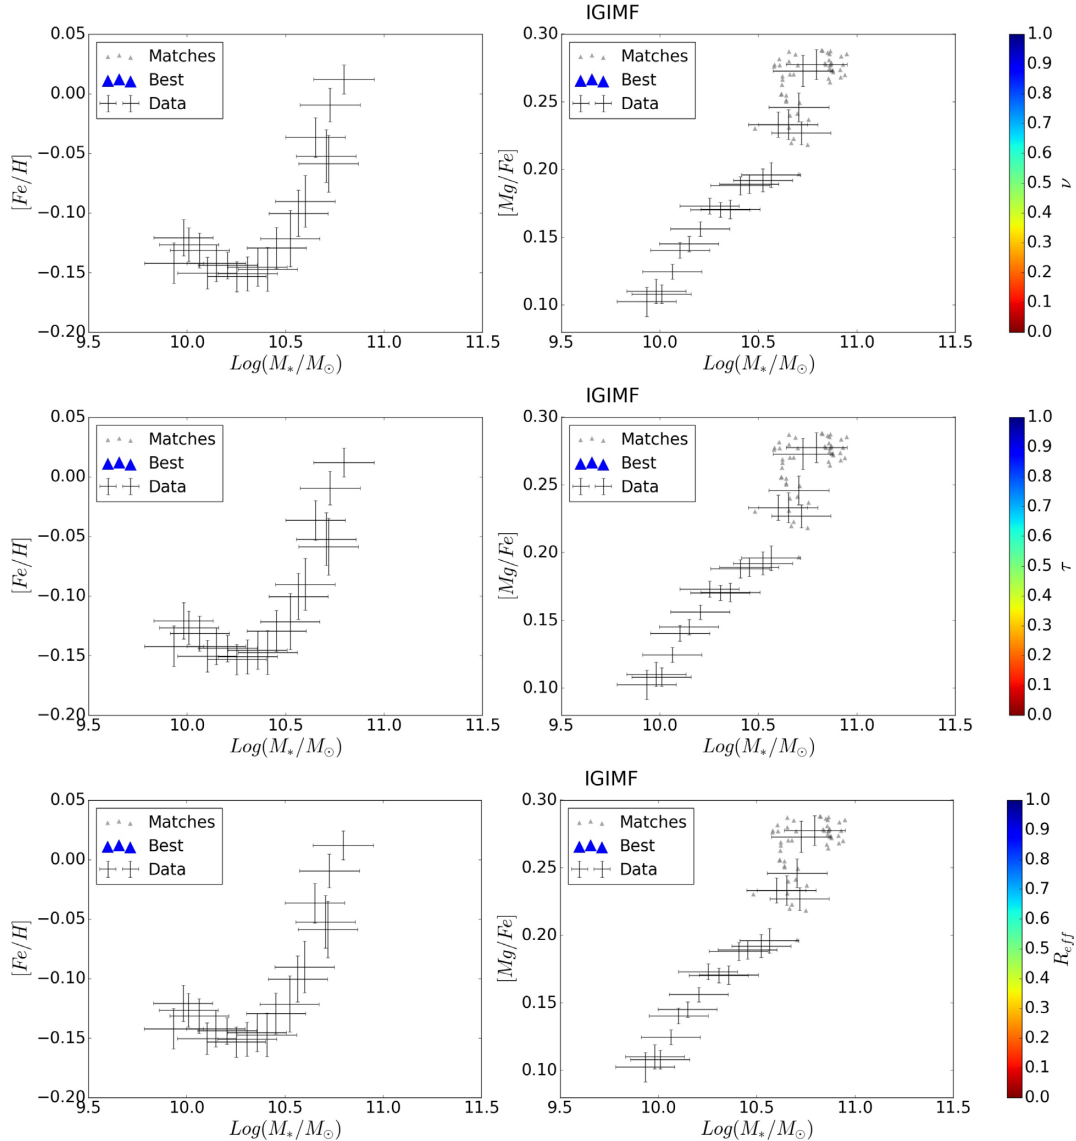 IGIMF
0.05
0.00
−0.05
−0.10
−0.15
−0.20
[Fe/H]
Matches
Best
Data
9.5 10.0 10.5 11.0 11.5
Log(M*/M⊙)
0.30
0.25
0.20
0.15
0.10
[Mg/Fe]
Matches
Best
Data
9.5 10.0 10.5 11.0 11.5
Log(M*/M⊙)
1.0
0.9
0.8
0.7
0.6
0.5
0.4
0.3
0.2
0.1
0.0
ν
IGIMF
0.05
0.00
−0.05
−0.10
−0.15
−0.20
[Fe/H]
Matches
Best
Data
9.5 10.0 10.5 11.0 11.5
Log(M*/M⊙)
0.30
0.25
0.20
0.15
0.10
[Mg/Fe]
Matches
Best
Data
9.5 10.0 10.5 11.0 11.5
Log(M*/M⊙)
1.0
0.9
0.8
0.7
0.6
0.5
0.4
0.3
0.2
0.1
0.0
τ
IGIMF
0.05
0.00
−0.05
−0.10
−0.15
−0.20
[Fe/H]
Matches
Best
Data
9.5 10.0 10.5 11.0 11.5
Log(M*/M⊙)
0.30
0.25
0.20
0.15
0.10
[Mg/Fe]
Matches
Best
Data
9.5 10.0 10.5 11.0 11.5
Log(M*/M⊙)
1.0
0.9
0.8
0.7
0.6
0.5
0.4
0.3
0.2
0.1
0.0
R_eff